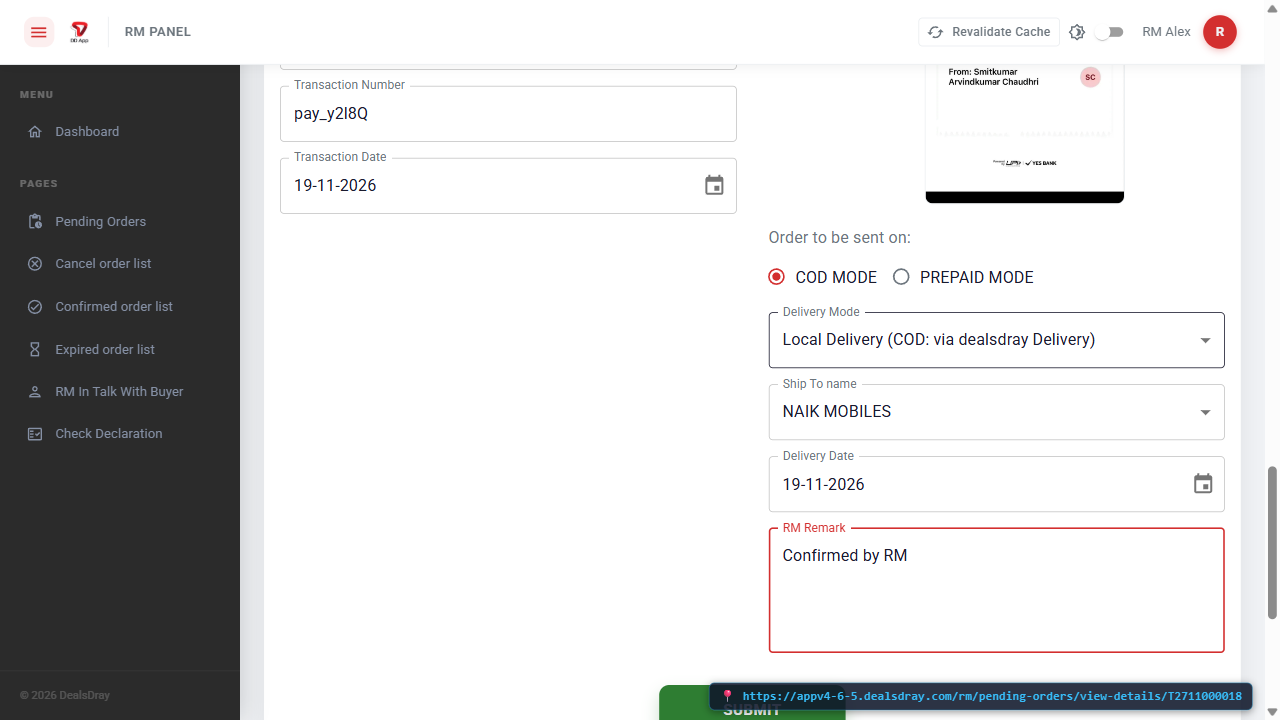 DD App
RM PANEL
Revalidate Cache
RM Alex
R
MENU
Dashboard
PAGES
Pending Orders
Cancel order list
Confirmed order list
Expired order list
RM In Talk With Buyer
Check Declaration
© 2026 DealsDray
Transaction Number
pay_y2I8Q
Transaction Date
19-11-2026
From: Smitkumar
Arvindkumar Chaudhri
SC
YES BANK
Order to be sent on:
COD MODE
PREPAID MODE
Delivery Mode
Local Delivery (COD: via dealsdray Delivery)
Ship To name
NAIK MOBILES
Delivery Date
19-11-2026
RM Remark
Confirmed by RM
SUBMIT
https://appv4-6-5.dealsdray.com/rm/pending-orders/view-details/T2711000018